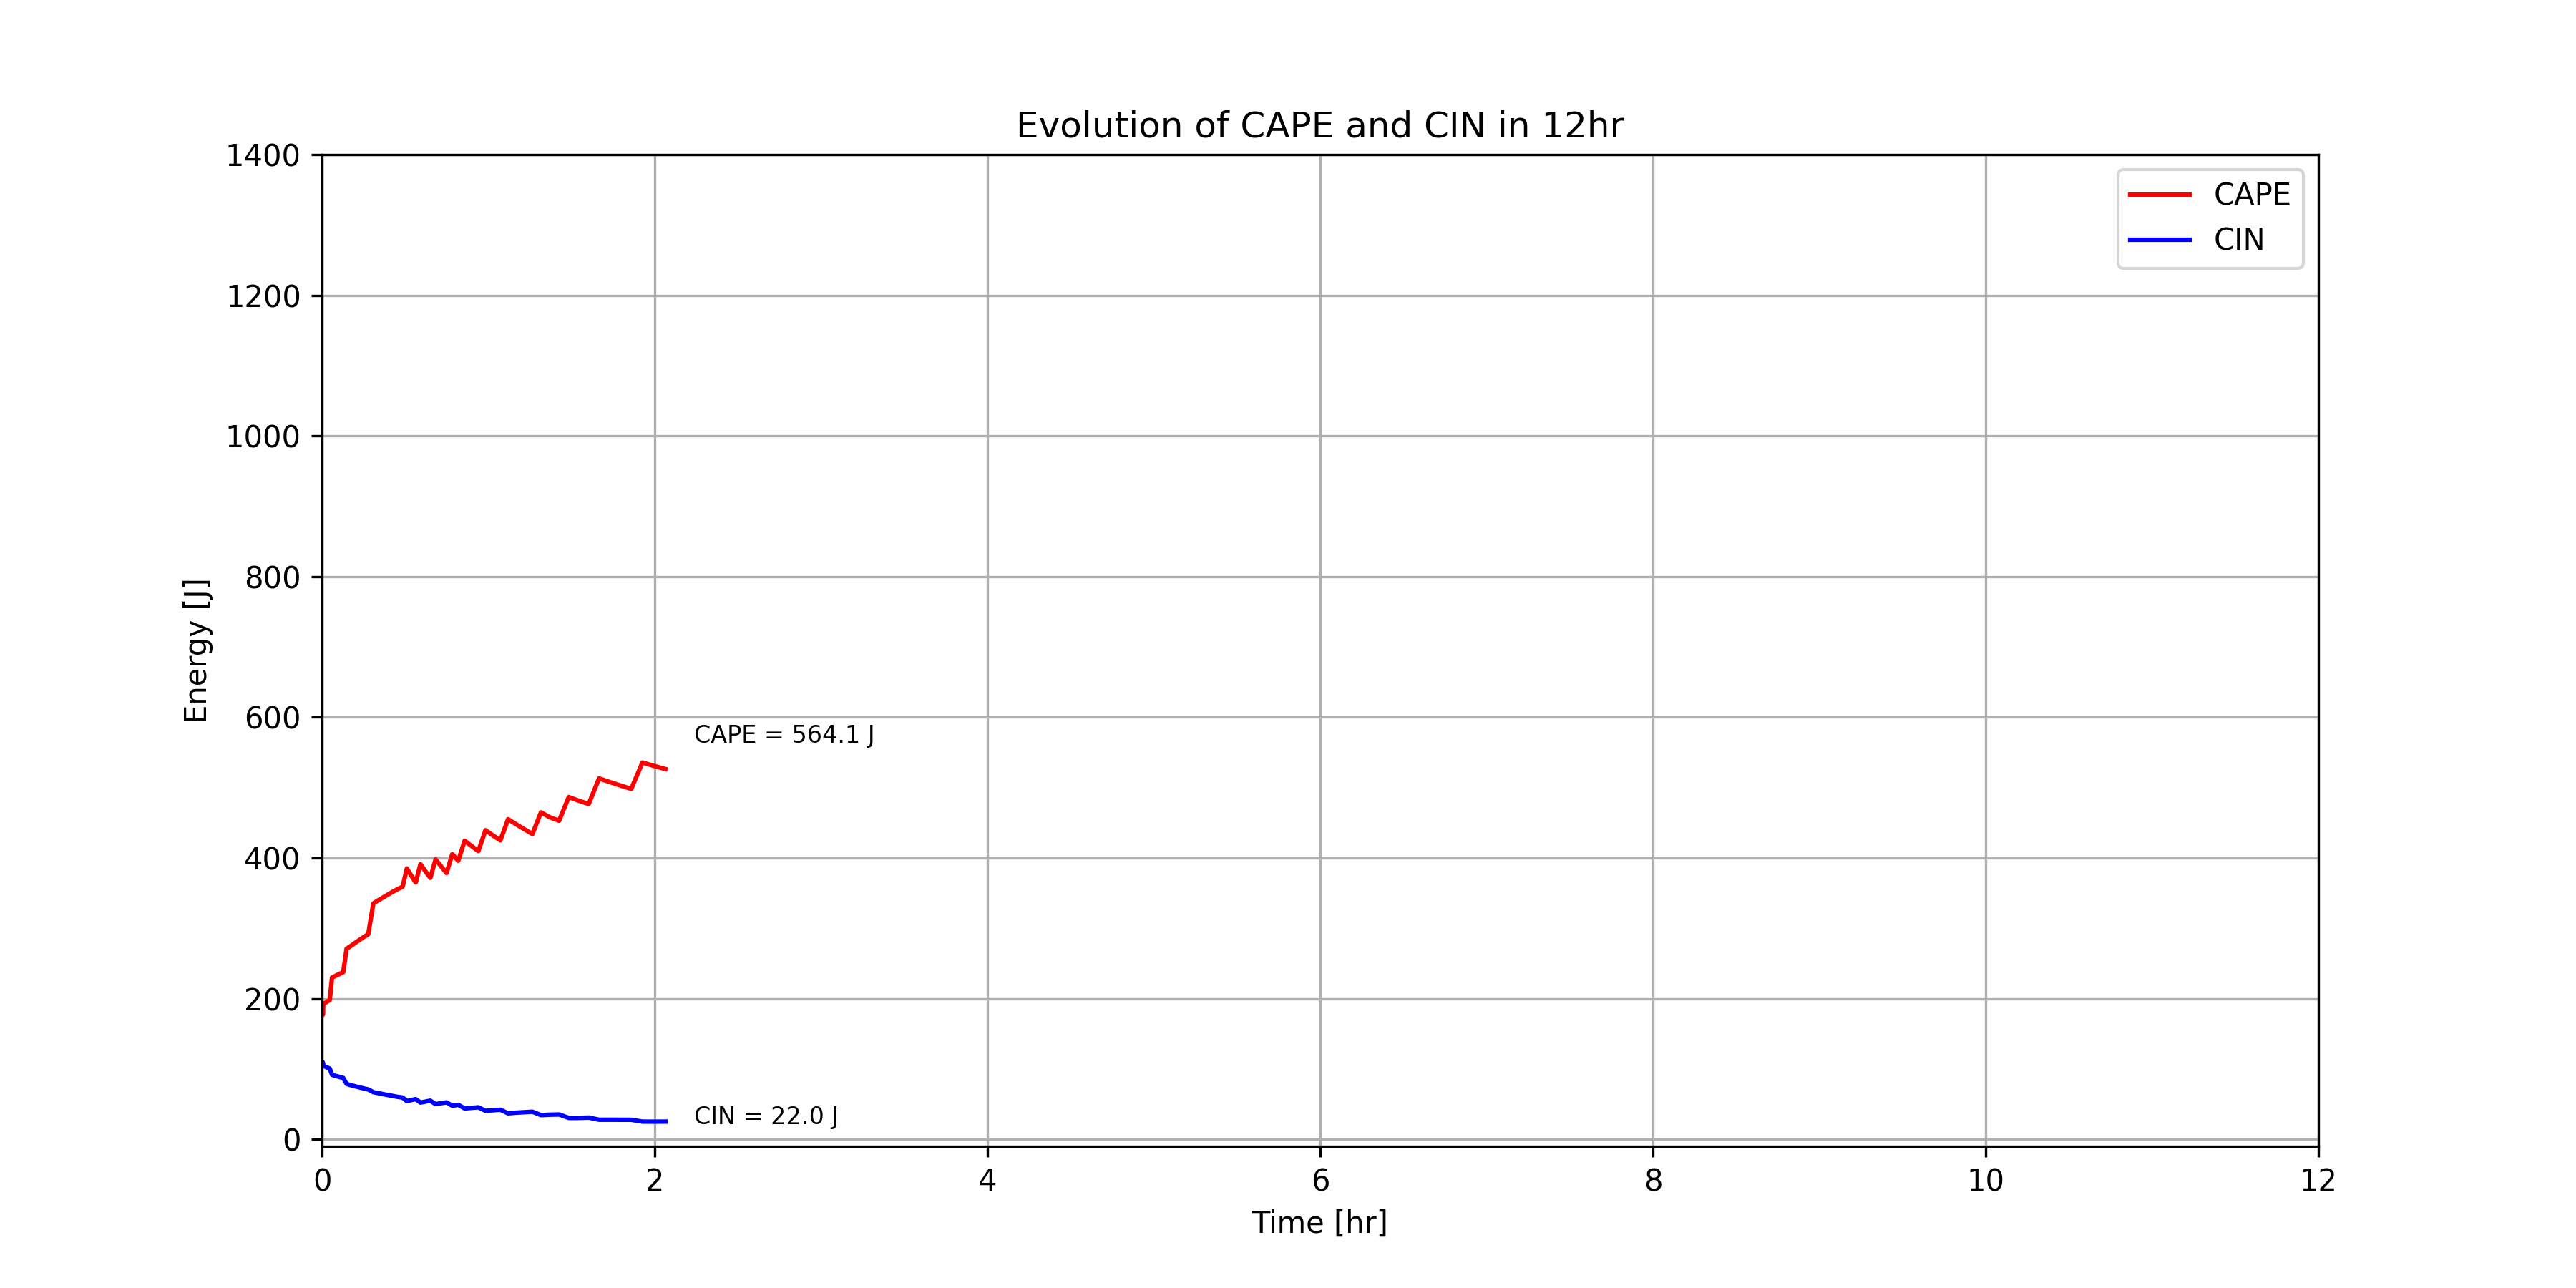 Evolution of CAPE and CIN in 12hr
1400
1200
1000
800
600
400
200
0
Energy [J]
CAPE
CIN
CAPE = 564.1 J
CIN = 22.0 J
0 2 4 6 8 10 12
Time [hr]